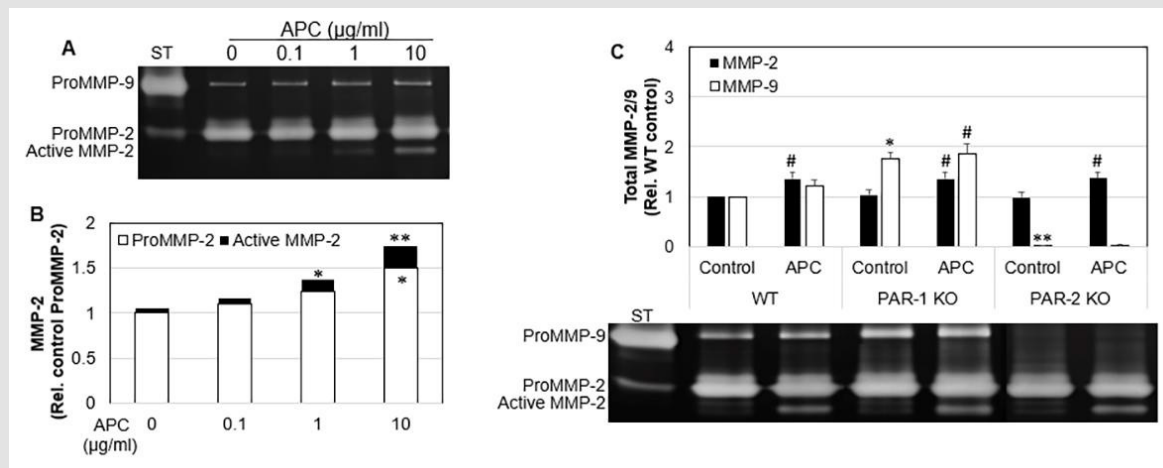 A
APC (µg/ml)
ST 0 0.1 1 10
ProMMP-9
ProMMP-2
Active MMP-2
B
MMP-2
(Rel. control ProMMP-2)
2
1.5
1
0.5
0
ProMMP-2 Active MMP-2
*
**
*
APC
(µg/ml)
0 0.1 1 10
C
Total MMP-2/9
(Rel. WT control)
4
3
2
1
0
MMP-2
MMP-9
#
*
#
#
**
#
Control APC Control APC Control APC
WT PAR-1 KO PAR-2 KO
ST
ProMMP-9
ProMMP-2
Active MMP-2